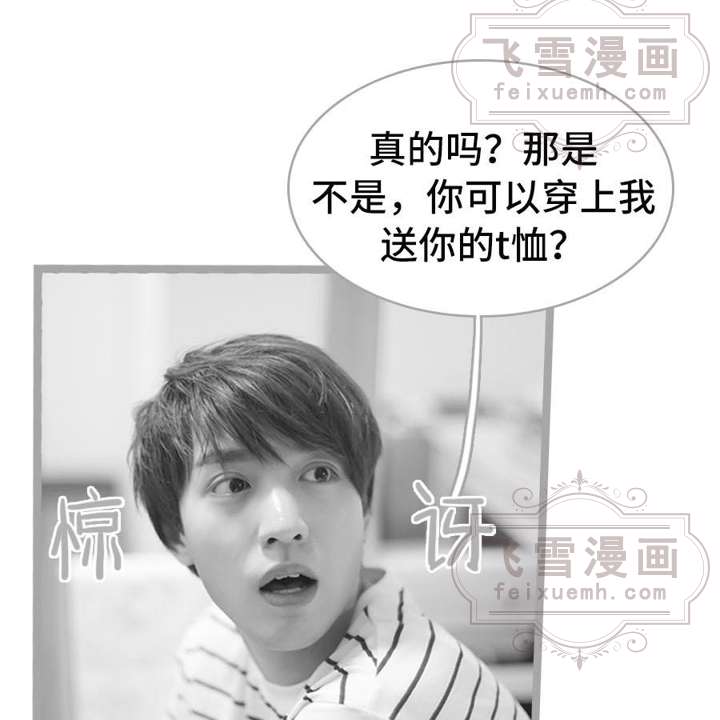 飞雪漫画
feixuemh.com
真的吗？那是
不是，你可以穿上我
送你的t恤？
惊
讶
飞雪漫画
feixuemh.com